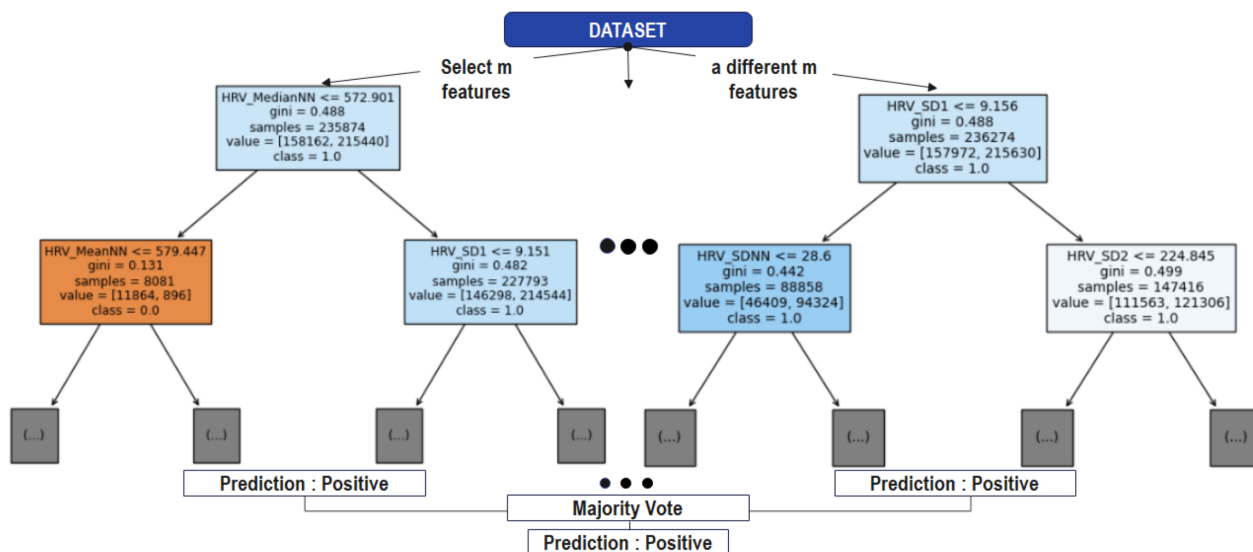 DATASET
Select m
features
a different m
features
HRV_MedianNN <= 572.901
gini = 0.488
samples = 235874
value = [158162, 215440]
class = 1.0
HRV_SD1 <= 9.156
gini = 0.488
samples = 236274
value = [157972, 215630]
class = 1.0
HRV_MeanNN <= 579.447
gini = 0.131
samples = 8081
value = [11864, 896]
class = 0.0
HRV_SD1 <= 9.151
gini = 0.482
samples = 227793
value = [146298, 214544]
class = 1.0
HRV_SDNN <= 28.6
gini = 0.442
samples = 88858
value = [46409, 94324]
class = 1.0
HRV_SD2 <= 224.845
gini = 0.499
samples = 147416
value = [111563, 121306]
class = 1.0
(...)
(...)
(...)
(...)
(...)
(...)
(...)
(...)
Prediction : Positive
Prediction : Positive
Majority Vote
Prediction : Positive